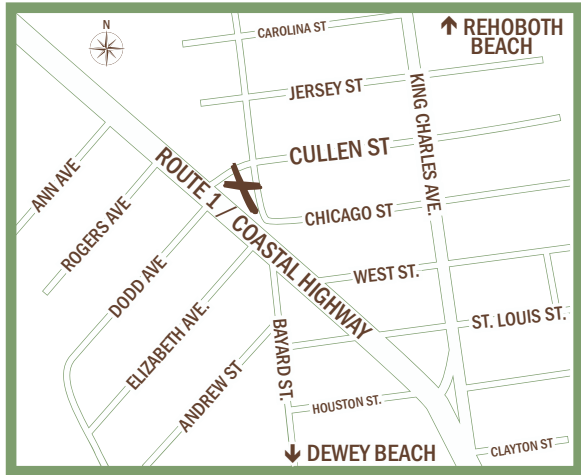 N
CAROLINA ST
↑ REHOBOTH
BEACH
JERSEY ST
KING CHARLES AVE.
CULLEN ST
ANN AVE
ROUTE 1 / COASTAL HIGHWAY
ROGERS AVE
CHICAGO ST
DODD AVE
WEST ST.
ELIZABETH AVE.
ST. LOUIS ST.
BAYARD ST.
ANDREW ST
HOUSTON ST.
↓ DEWEY BEACH
CLAYTON ST